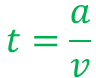 t = a/v